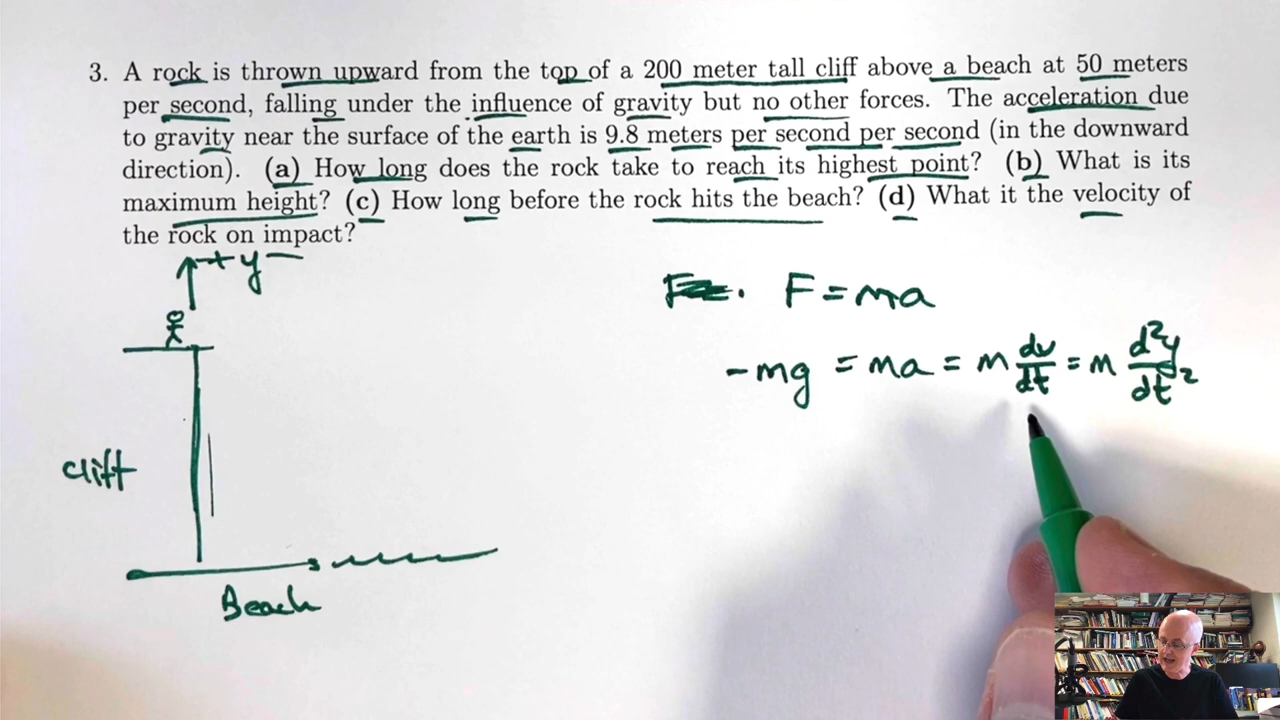 3. A rock is thrown upward from the top of a 200 meter tall cliff above a beach at 50 meters
per second, falling under the influence of gravity but no other forces. The acceleration due
to gravity near the surface of the earth is 9.8 meters per second per second (in the downward
direction). (a) How long does the rock take to reach its highest point? (b) What is its
maximum height? (c) How long before the rock hits the beach? (d) What it the velocity of
the rock on impact?
+y
F = ma
-mg = ma = m dv/dt = m d²y/dt²
cliff
Beach